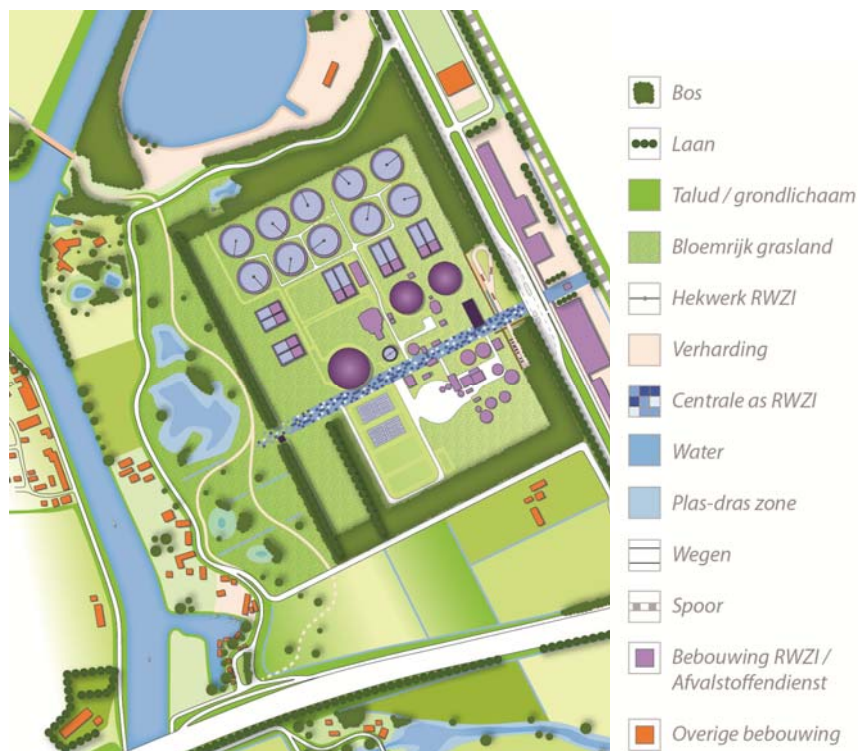 Bos
Laan
Talud / grondlichaam
Bloemrijk grasland
Hekwerk RWZI
Verharding
Centrale as RWZI
Water
Plas-dras zone
Wegen
Spoor
Bebouwing RWZI /
Afvalstoffendienst
Overige bebouwing